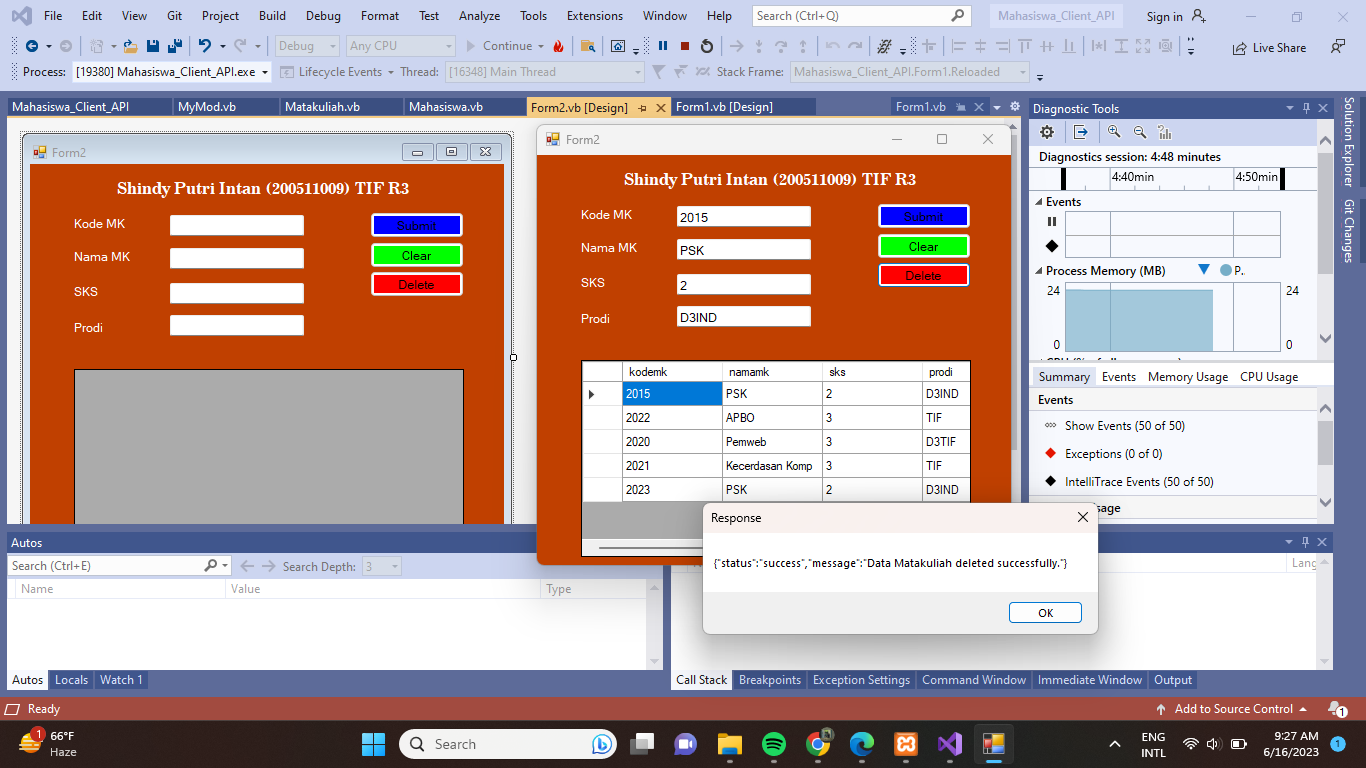 File Edit View Git Project Build Debug Format Test Analyze Tools Extensions Window Help Search (Ctrl+Q) Mahasiswa_Client_API Sign in
Debug Any CPU Continue Live Share
Process: [19380] Mahasiswa_Client_API.exe Lifecycle Events Thread: [16348] Main Thread Stack Frame: Mahasiswa_Client_API.Form1.Reloaded
Mahasiswa_Client_API MyMod.vb Matakuliah.vb Mahasiswa.vb Form2.vb [Design] Form1.vb [Design] Form1.vb
Form2
Shindy Putri Intan (200511009) TIF R3
Kode MK Submit
Nama MK Clear
SKS Delete
Prodi
Form2
Shindy Putri Intan (200511009) TIF R3
Kode MK 2015 Submit
Nama MK PSK Clear
SKS 2 Delete
Prodi D3IND
kodemk namamk sks prodi
2015 PSK 2 D3IND
2022 APBO 3 TIF
2020 Pemweb 3 D3TIF
2021 Kecerdasan Komp 3 TIF
2023 PSK 2 D3IND
Response
{"status":"success","message":"Data Matakuliah deleted successfully."}
OK
Diagnostic Tools
Diagnostics session: 4:48 minutes
4:40min 4:50min
Events
Process Memory (MB) P..
24 24
0 0
Summary Events Memory Usage CPU Usage
Events
Show Events (50 of 50)
Exceptions (0 of 0)
IntelliTrace Events (50 of 50)
Solution Explorer
Git Changes
Autos
Search (Ctrl+E) Search Depth: 3
Name Value Type
Lang
Autos Locals Watch 1
Call Stack Breakpoints Exception Settings Command Window Immediate Window Output
Ready Add to Source Control 1
1 66°F
Haze
Search
ENG
INTL
9:27 AM
6/16/2023
1